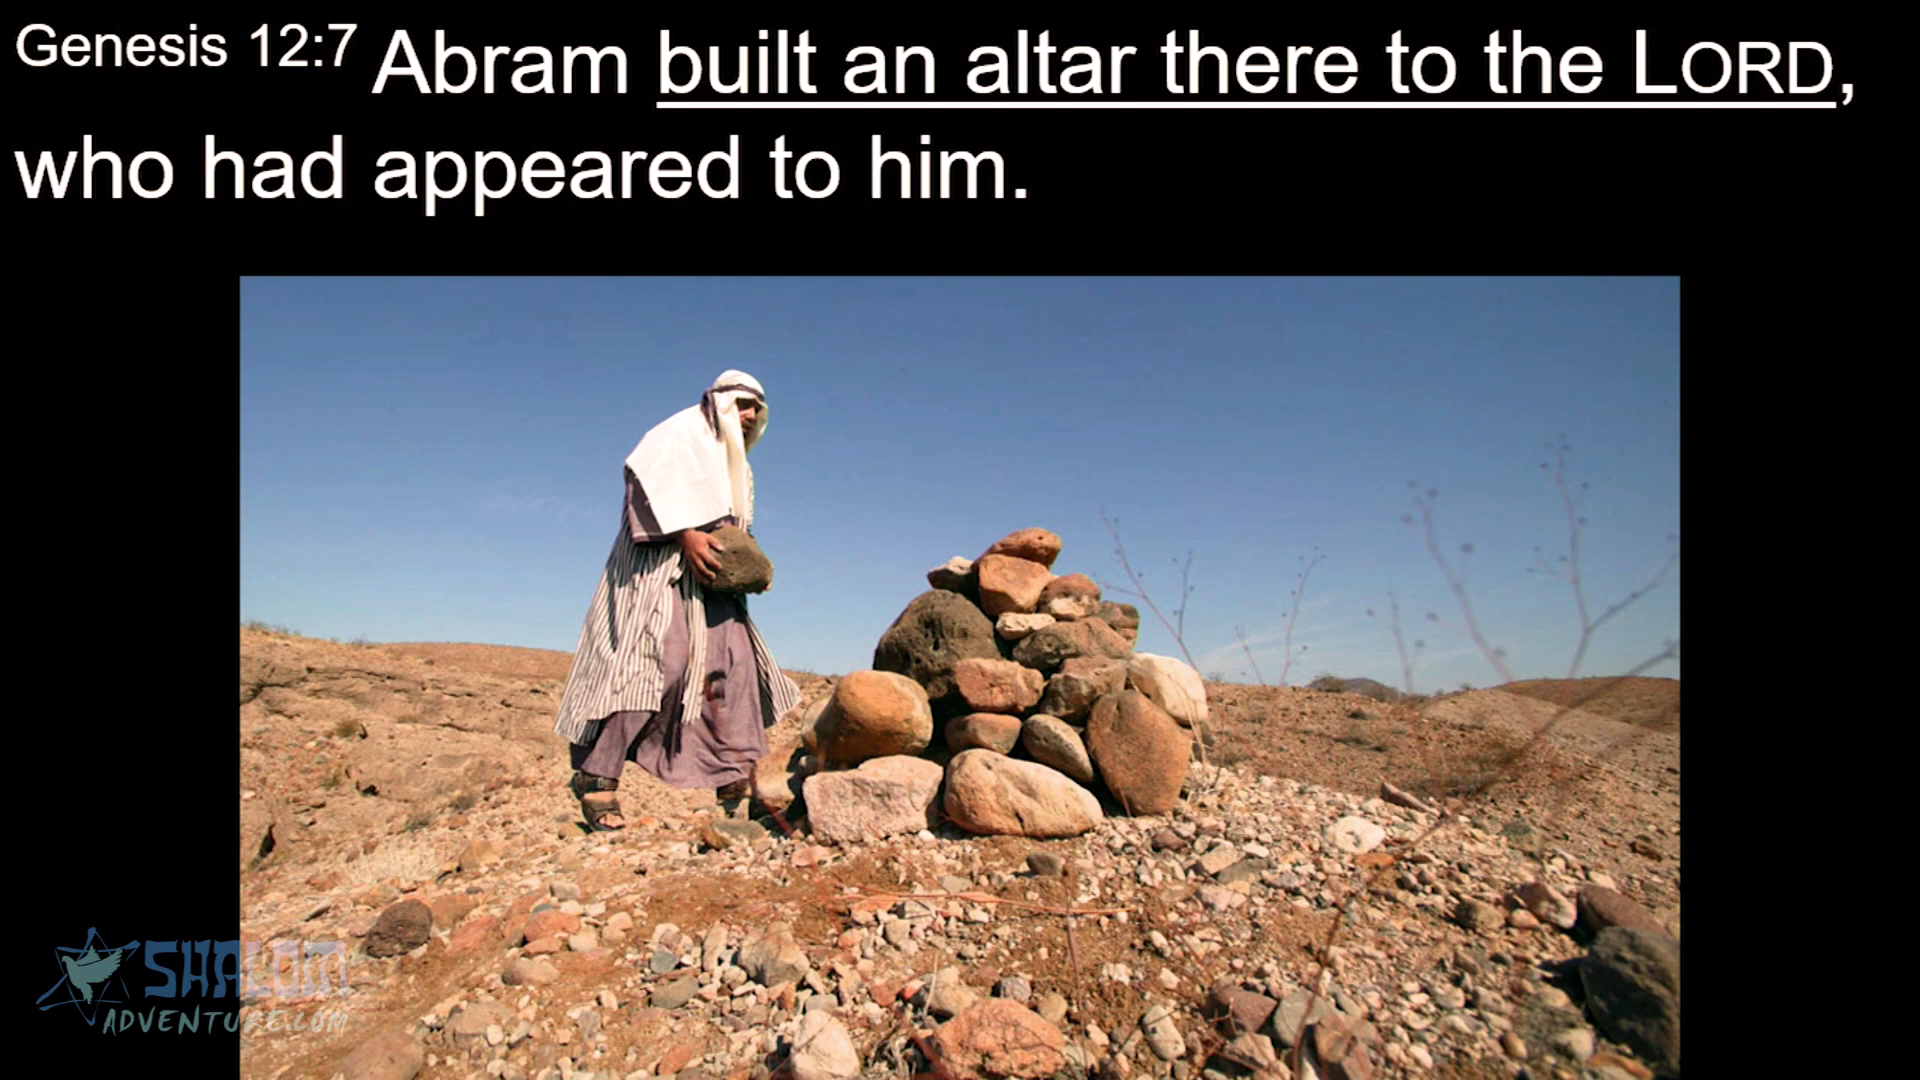 Genesis 12:7 Abram built an altar there to the LORD,
who had appeared to him.
SHALOM
ADVENTURE.COM